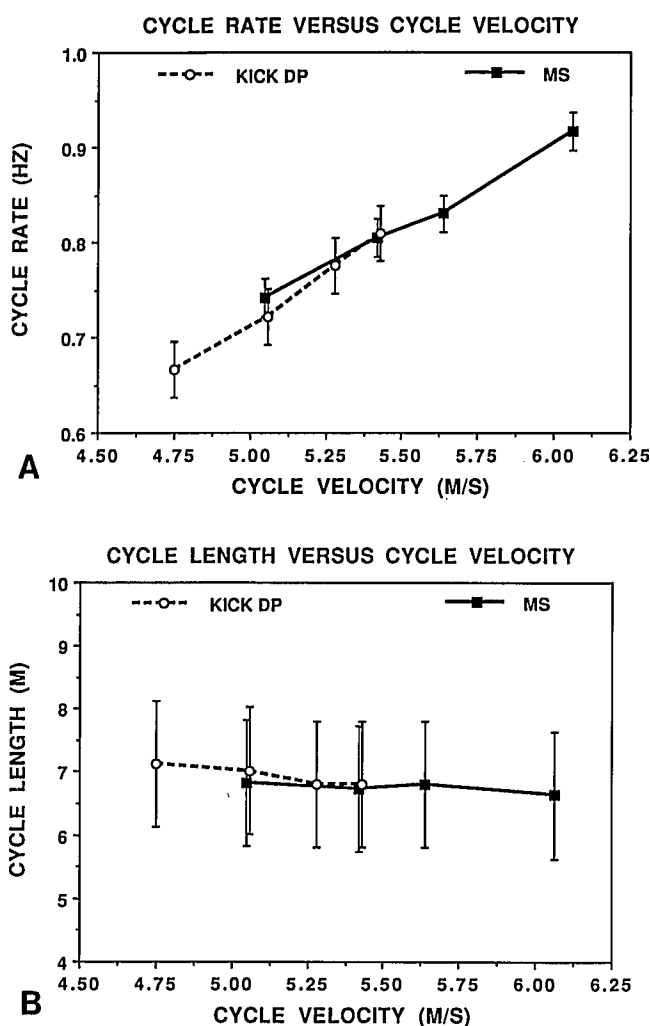 CYCLE RATE VERSUS CYCLE VELOCITY
1.0
0.9
0.8
0.7
0.6
CYCLE RATE (HZ)
KICK DP
MS
4.50 4.75 5.00 5.25 5.50 5.75 6.00 6.25
CYCLE VELOCITY (M/S)
A
CYCLE LENGTH VERSUS CYCLE VELOCITY
10
9
8
7
6
5
4
CYCLE LENGTH (M)
KICK DP
MS
4.50 4.75 5.00 5.25 5.50 5.75 6.00 6.25
CYCLE VELOCITY (M/S)
B